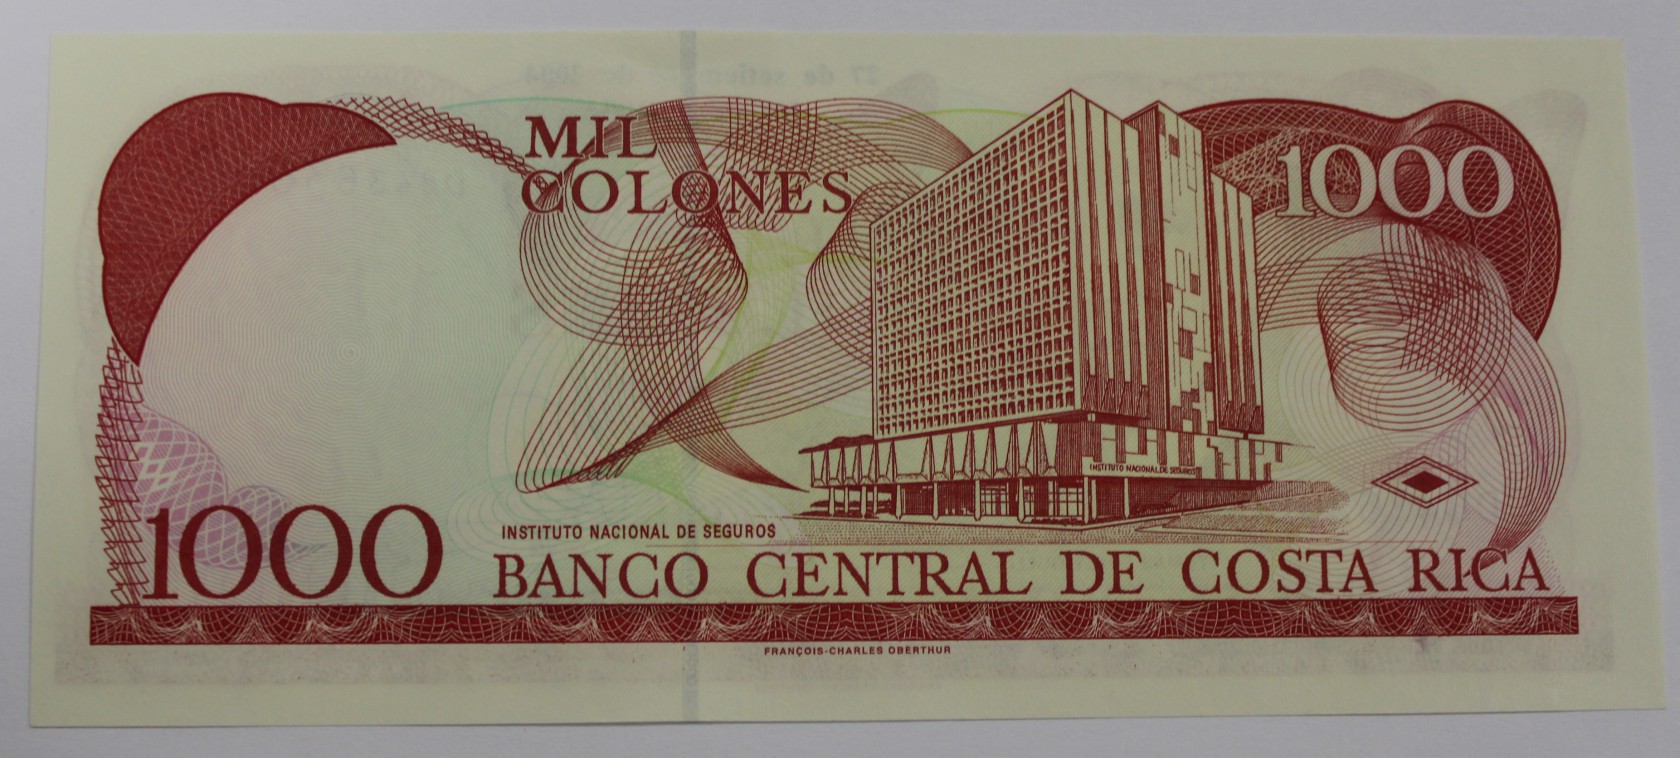 MIL
COLONES
1000
INSTITUTO NACIONAL DE SEGUROS
1000
INSTITUTO NACIONAL DE SEGUROS
BANCO CENTRAL DE COSTA RICA
FRANÇOIS-CHARLES OBERTHUR